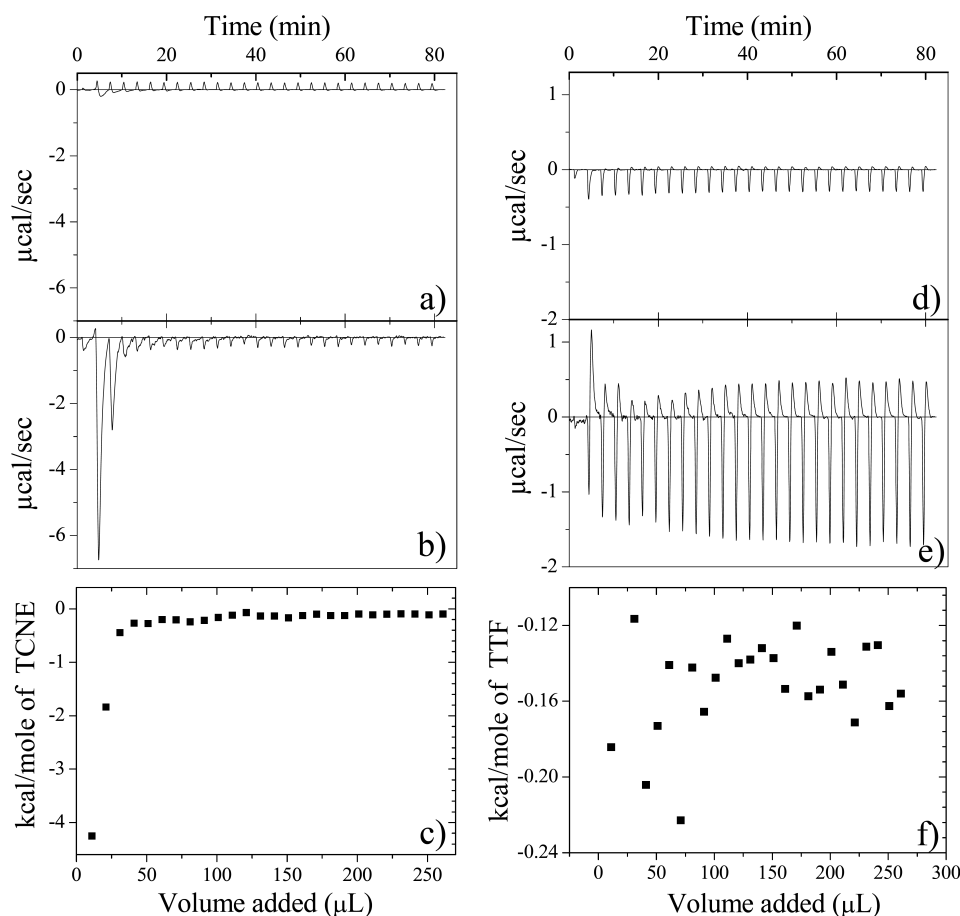 Time (min)
0 20 40 60 80
0
-2
-4
-6
μcal/sec
a)
0
-2
-4
-6
μcal/sec
b)
0
-1
-2
-3
-4
kcal/mole of TCNE
c)
0 50 100 150 200 250
Volume added (μL)
Time (min)
0 20 40 60 80
1
0
-1
-2
μcal/sec
d)
1
0
-1
-2
μcal/sec
e)
-0.12
-0.16
-0.20
-0.24
kcal/mole of TTF
f)
0 50 100 150 200 250 300
Volume added (μL)